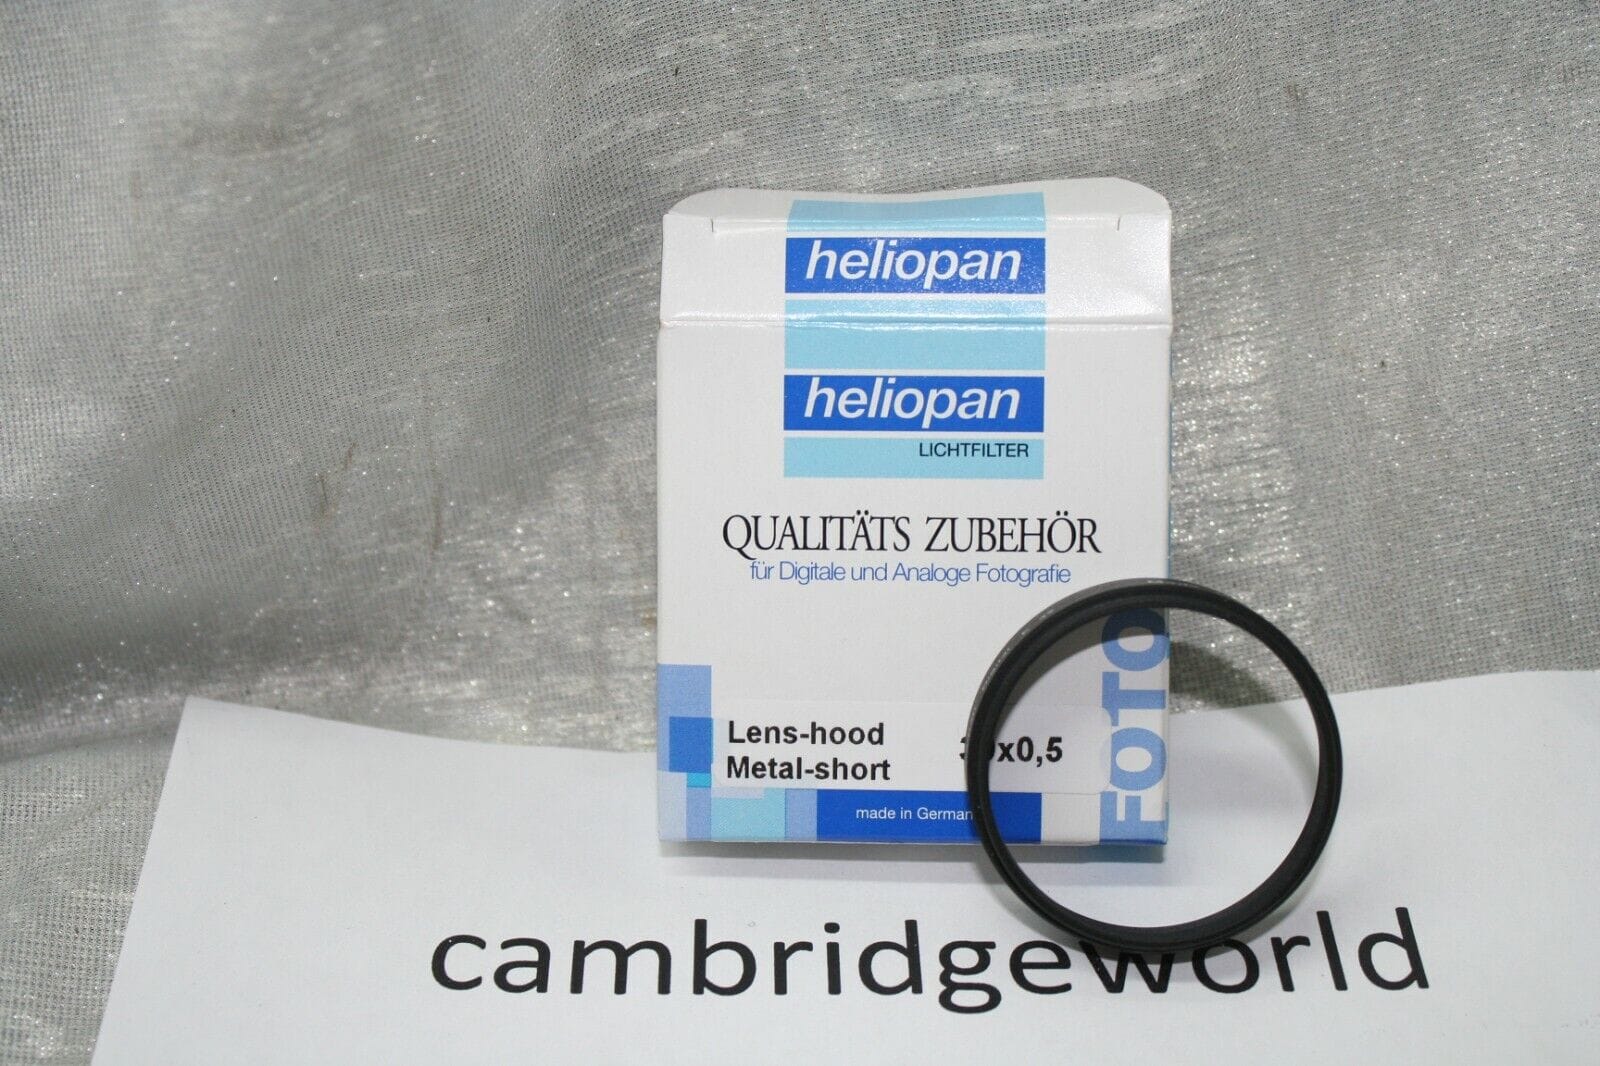 heliopan
heliopan
LICHTFILTER
QUALITÄTS ZUBEHÖR
für Digitale und Analoge Fotografie
FOTO
Lens-hood
Metal-short
made in German
cambridgeworld